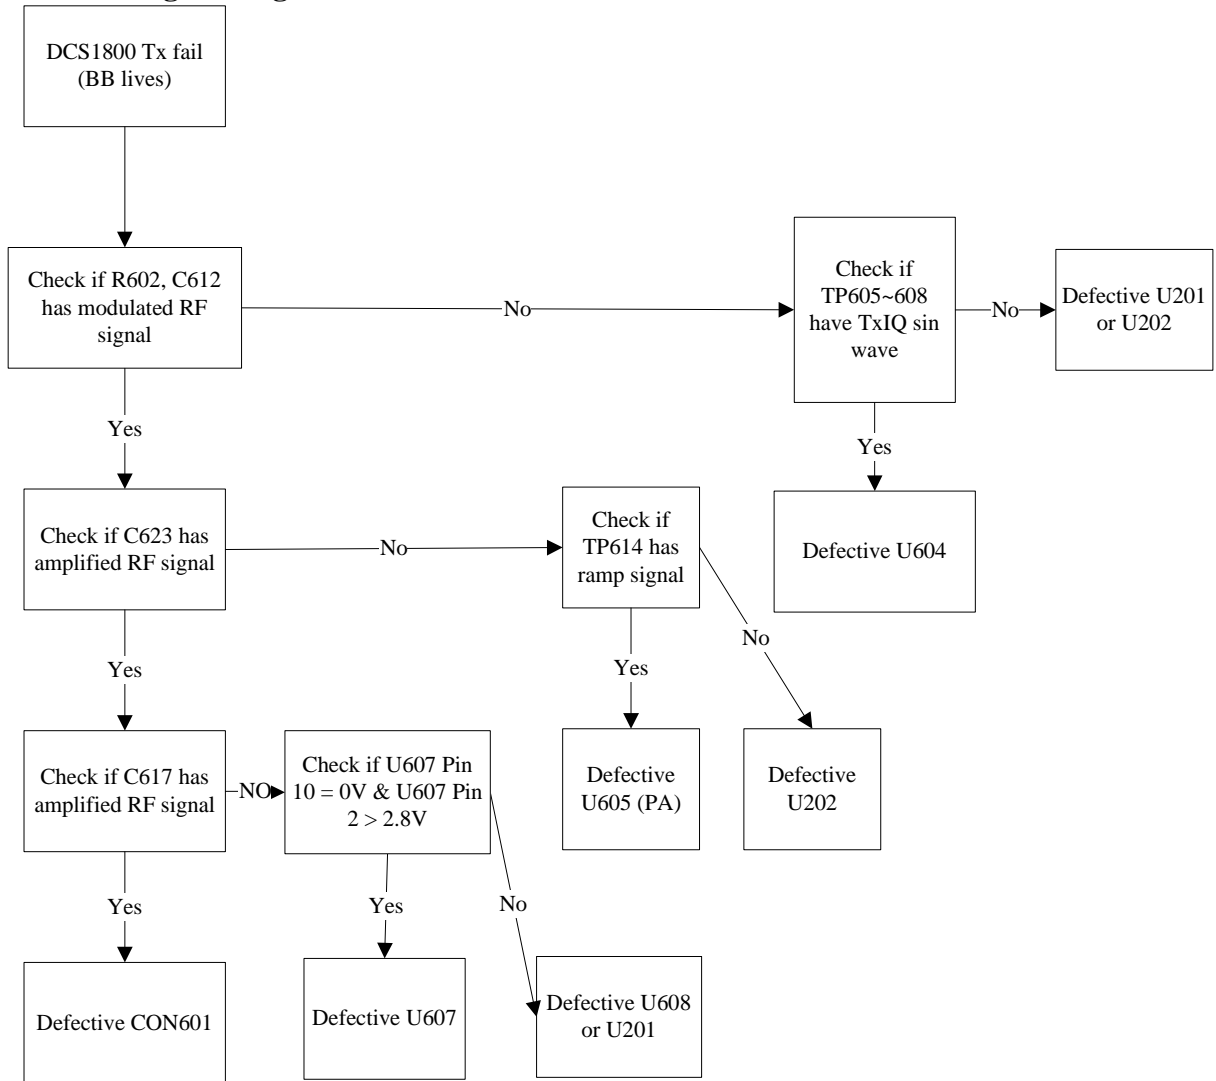 DCS1800 Tx fail
(BB lives)
Check if R602, C612
has modulated RF
signal
No
Check if
TP605~608
have TxIQ sin
wave
No
Defective U201
or U202
Yes
Yes
Check if C623 has
amplified RF signal
No
Check if
TP614 has
ramp signal
Defective U604
Yes
Yes
No
Check if C617 has
amplified RF signal
NO
Check if U607 Pin
10 = 0V & U607 Pin
2 > 2.8V
Defective
U605 (PA)
Defective
U202
Yes
Yes
No
Defective CON601
Defective U607
Defective U608
or U201